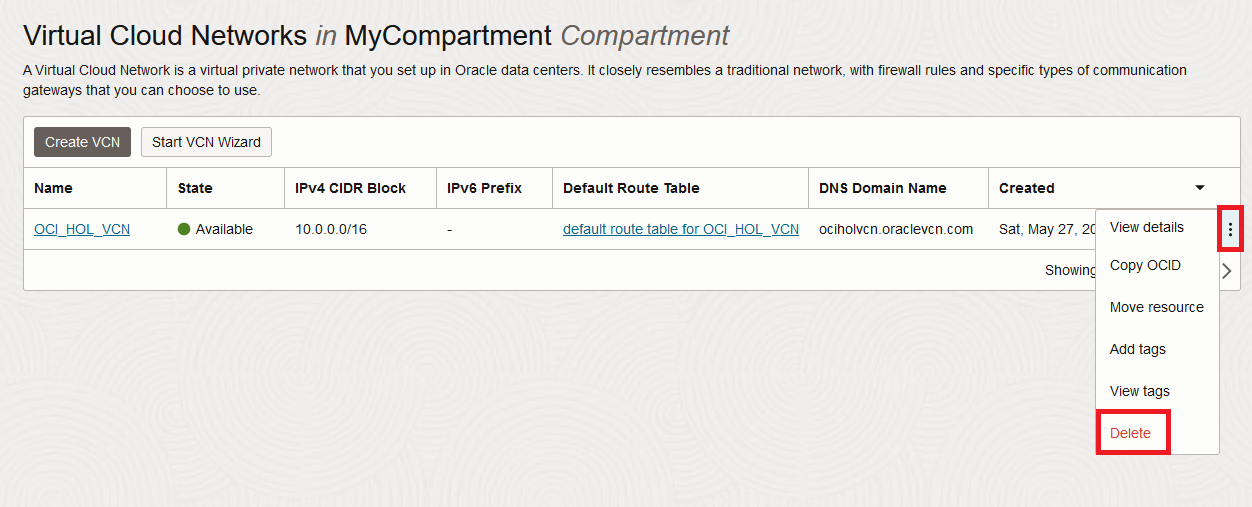 Virtual Cloud Networks in MyCompartment Compartment
A Virtual Cloud Network is a virtual private network that you set up in Oracle data centers. It closely resembles a traditional network, with firewall rules and specific types of communication
gateways that you can choose to use.
Create VCN Start VCN Wizard
Name State IPv4 CIDR Block IPv6 Prefix Default Route Table DNS Domain Name Created
OCI_HOL_VCN Available 10.0.0.0/16 - default route table for OCI_HOL_VCN ociholvcn.oraclevcn.com Sat, May 27, 20
Showing
View details
Copy OCID
Move resource
Add tags
View tags
Delete